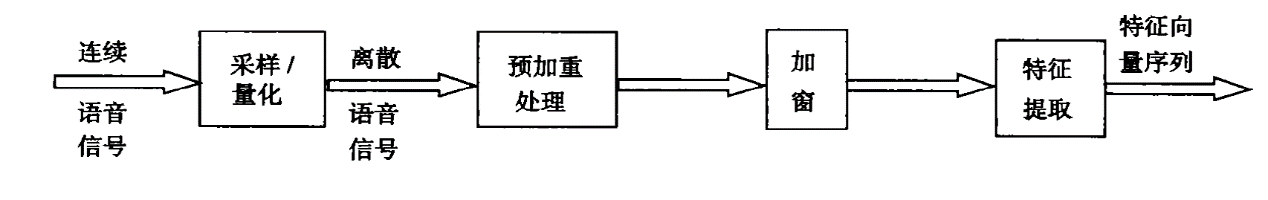 连续
语音
信号
采样 /
量化
离散
语音
信号
预加重
处理
加
窗
特征
提取
特征向
量序列